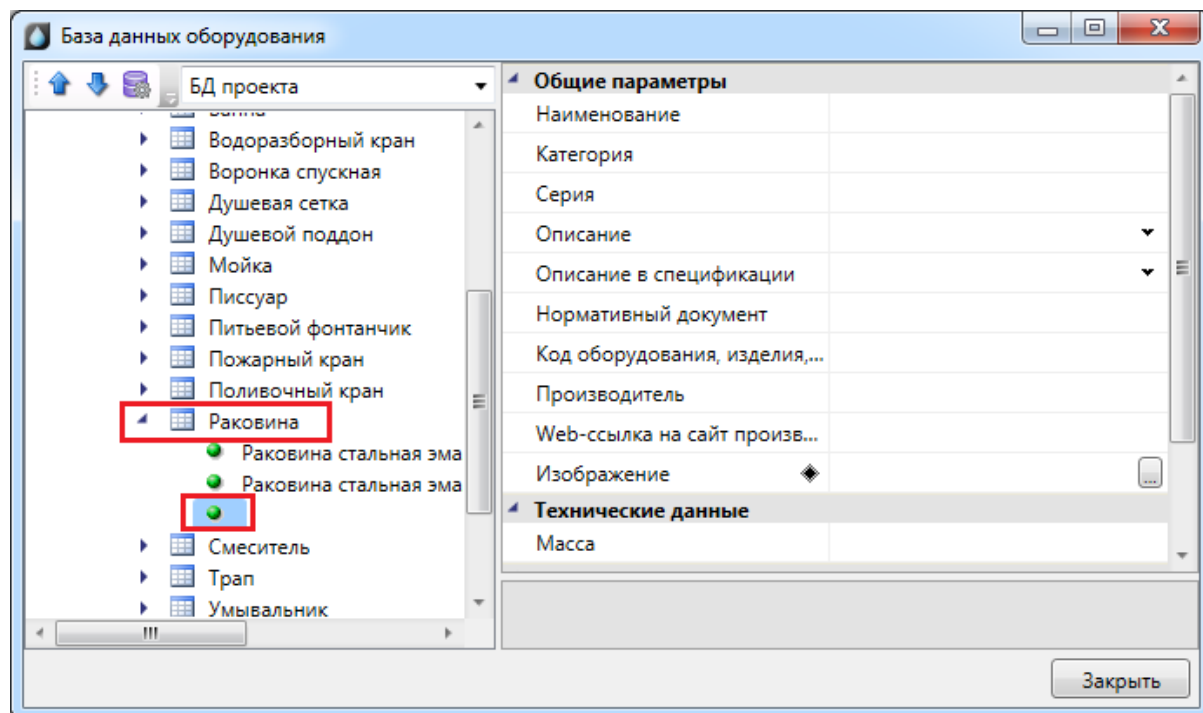 База данных оборудования
БД проекта
Ванна
Водоразборный кран
Воронка спускная
Душевая сетка
Душевой поддон
Мойка
Писсуар
Питьевой фонтанчик
Пожарный кран
Поливочный кран
Раковина
Раковина стальная эма
Раковина стальная эма
Смеситель
Трап
Умывальник
Общие параметры
Наименование
Категория
Серия
Описание
Описание в спецификации
Нормативный документ
Код оборудования, изделия,...
Производитель
Web-ссылка на сайт произв...
Изображение
...
Технические данные
Масса
Закрыть